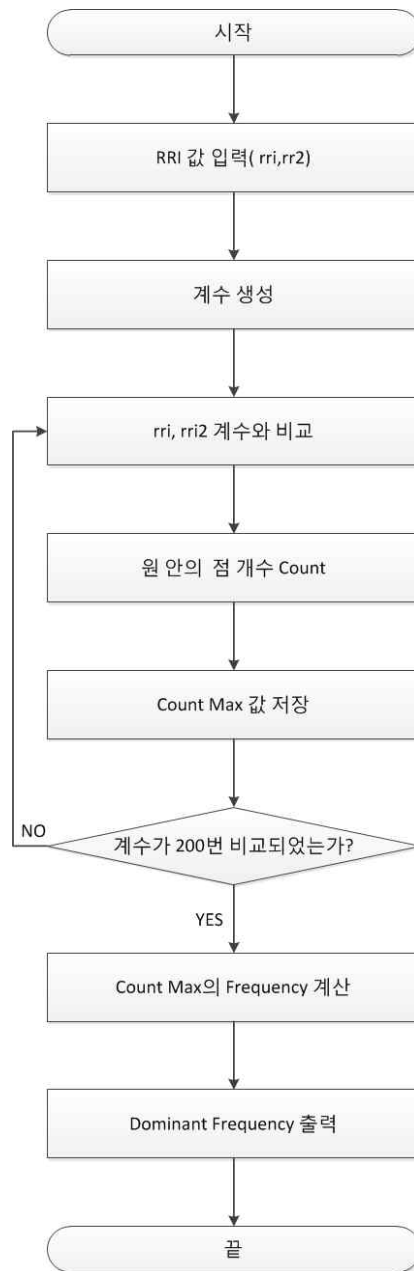 시작
RRI 값 입력( rri,rr2)
계수 생성
rri, rri2 계수와 비교
원 안의 점 개수 Count
Count Max 값 저장
계수가 200번 비교되었는가?
NO
YES
Count Max의 Frequency 계산
Dominant Frequency 출력
끝